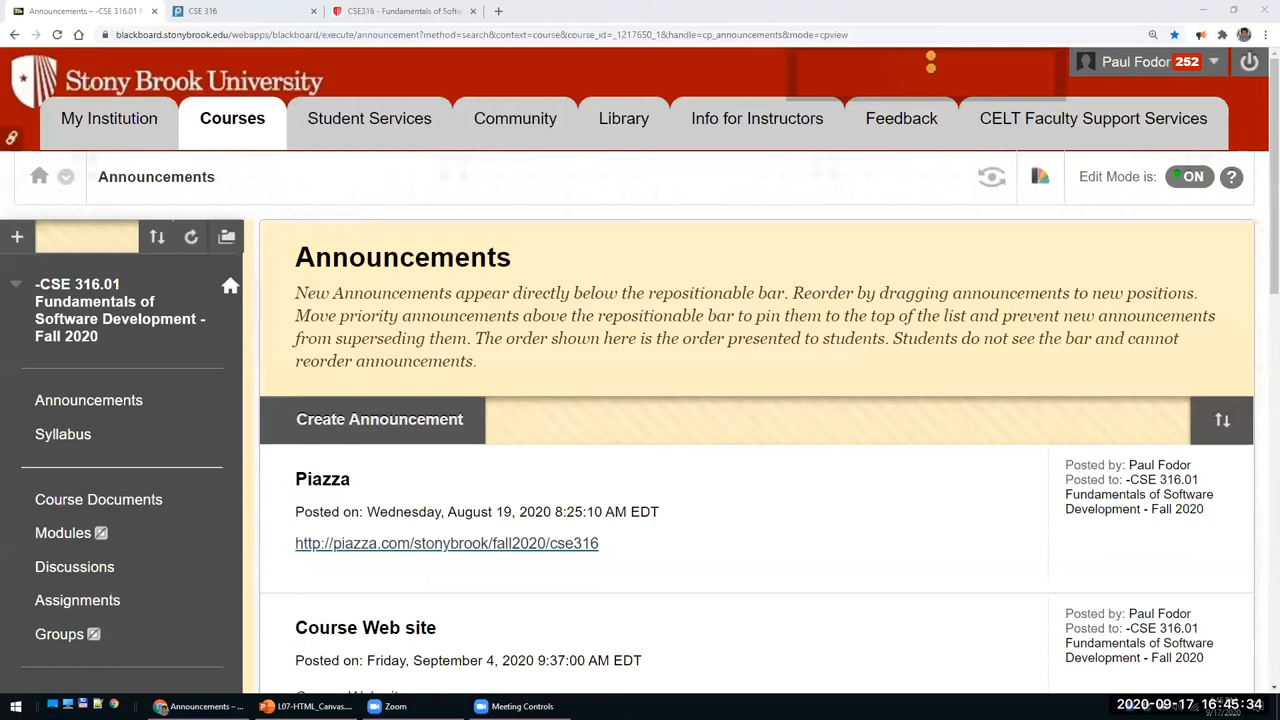 Announcements – -CSE 316.01 F
CSE 316
CSE316 - Fundamentals of Softw
blackboard.stonybrook.edu/webapps/blackboard/execute/announcement?method=search&context=course&course_id=_1217650_1&handle=cp_announcements&mode=cpview
Stony Brook University
Paul Fodor 252
My Institution
Courses
Student Services
Community
Library
Info for Instructors
Feedback
CELT Faculty Support Services
Announcements
Edit Mode is: ON ?
-CSE 316.01
Fundamentals of
Software Development -
Fall 2020
Announcements
Syllabus
Course Documents
Modules
Discussions
Assignments
Groups
Announcements
New Announcements appear directly below the repositionable bar. Reorder by dragging announcements to new positions.
Move priority announcements above the repositionable bar to pin them to the top of the list and prevent new announcements
from superseding them. The order shown here is the order presented to students. Students do not see the bar and cannot
reorder announcements.
Create Announcement
Piazza
Posted on: Wednesday, August 19, 2020 8:25:10 AM EDT
http://piazza.com/stonybrook/fall2020/cse316
Posted by: Paul Fodor
Posted to: -CSE 316.01
Fundamentals of Software
Development - Fall 2020
Course Web site
Posted on: Friday, September 4, 2020 9:37:00 AM EDT
Posted by: Paul Fodor
Posted to: -CSE 316.01
Fundamentals of Software
Development - Fall 2020
Announcements – ...
L07-HTML_Canvas....
Zoom
Meeting Controls
2020-09-17 16:45:34
9/17/2020